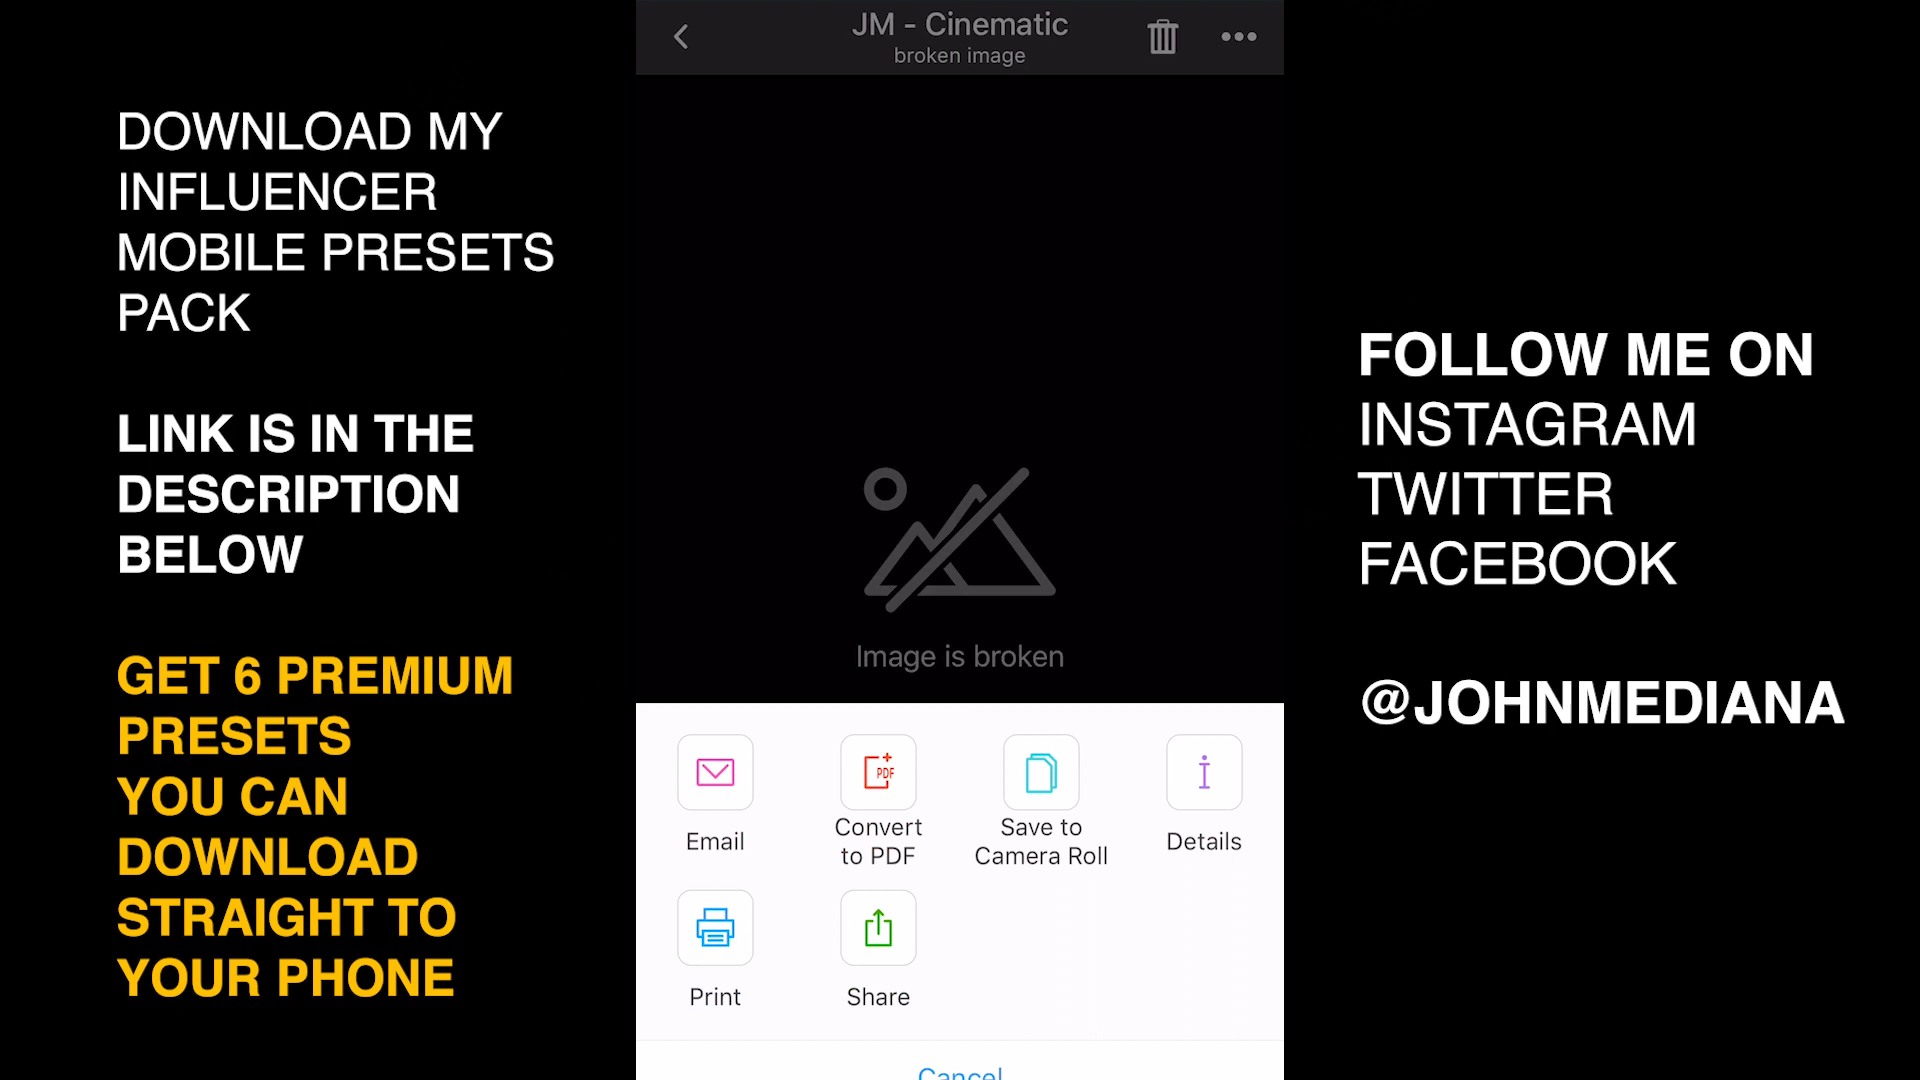 DOWNLOAD MY
INFLUENCER
MOBILE PRESETS
PACK
LINK IS IN THE
DESCRIPTION
BELOW
GET 6 PREMIUM
PRESETS
YOU CAN
DOWNLOAD
STRAIGHT TO
YOUR PHONE
JM - Cinematic
broken image
Image is broken
Email
Convert
to PDF
PDF
Save to
Camera Roll
Details
Print
Share
Cancel
FOLLOW ME ON
INSTAGRAM
TWITTER
FACEBOOK
@JOHNMEDIANA